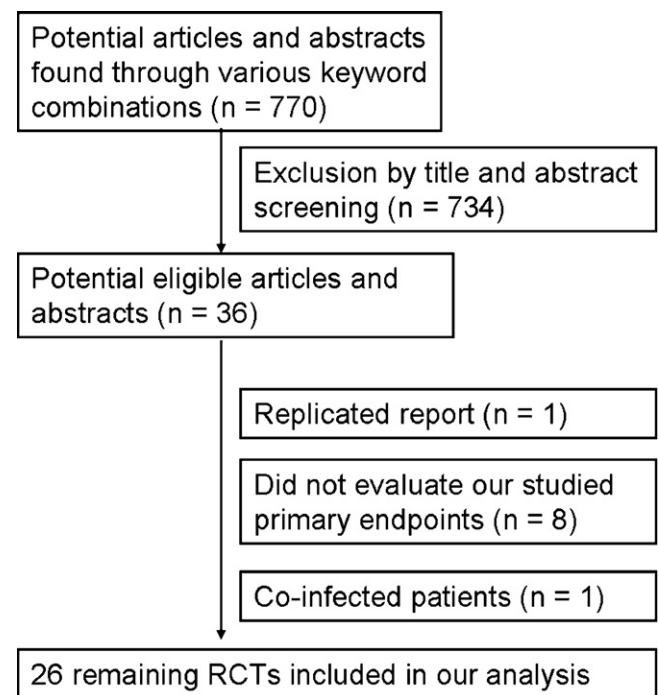 Potential articles and abstracts
found through various keyword
combinations (n = 770)
Exclusion by title and abstract
screening (n = 734)
Potential eligible articles and
abstracts (n = 36)
Replicated report (n = 1)
Did not evaluate our studied
primary endpoints (n = 8)
Co-infected patients (n = 1)
26 remaining RCTs included in our analysis